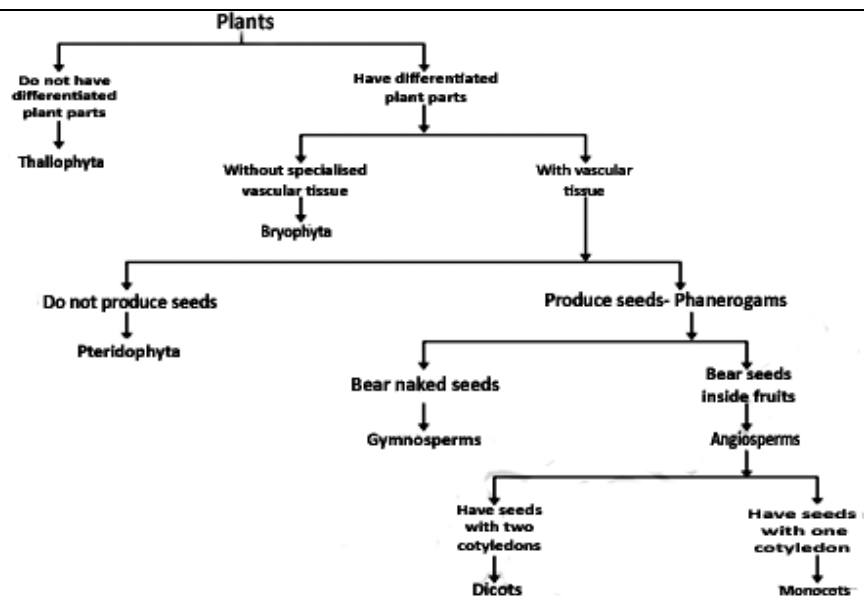 Plants
Do not have
differentiated
plant parts
Have differentiated
plant parts
Thallophyta
Without specialised
vascular tissue
With vascular
tissue
Bryophyta
Do not produce seeds
Produce seeds- Phanerogams
Pteridophyta
Bear naked seeds
Bear seeds
inside fruits
Gymnosperms
Angiosperms
Have seeds
with two
cotyledons
Have seeds
with one
cotyledon
Dicots
Monocots